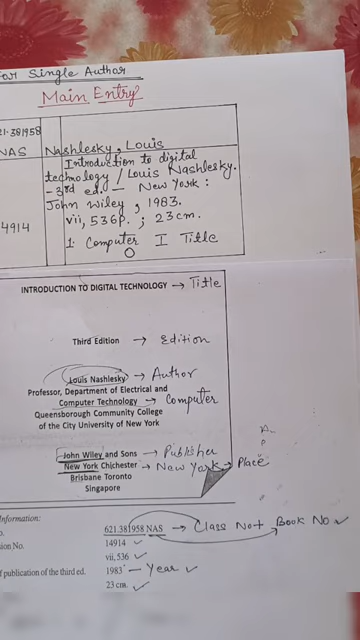 For Single Author
Main Entry
21.381958
NAS Nashlesky, Louis
Introduction to digital
technology / Louis Nashlesky.
-3rd ed. — New York:
John Wiley, 1983.
vii, 536p. ; 23cm.
4914
1. Computer I Title
INTRODUCTION TO DIGITAL TECHNOLOGY → Title
Third Edition → Edition
Louis Nashlesky → Author
Professor, Department of Electrical and
Computer Technology → Computer
Queensborough Community College
of the City University of New York
John Wiley and Sons → Publisher
New York Chichester → New York → Place
Brisbane Toronto
Singapore
Information:
o. 621.381958 NAS → Class No + Book No ✓
sion No. 14914 ✓
vii, 536 ✓
f publication of the third ed. 1983 — Year ✓
23 cm. ✓